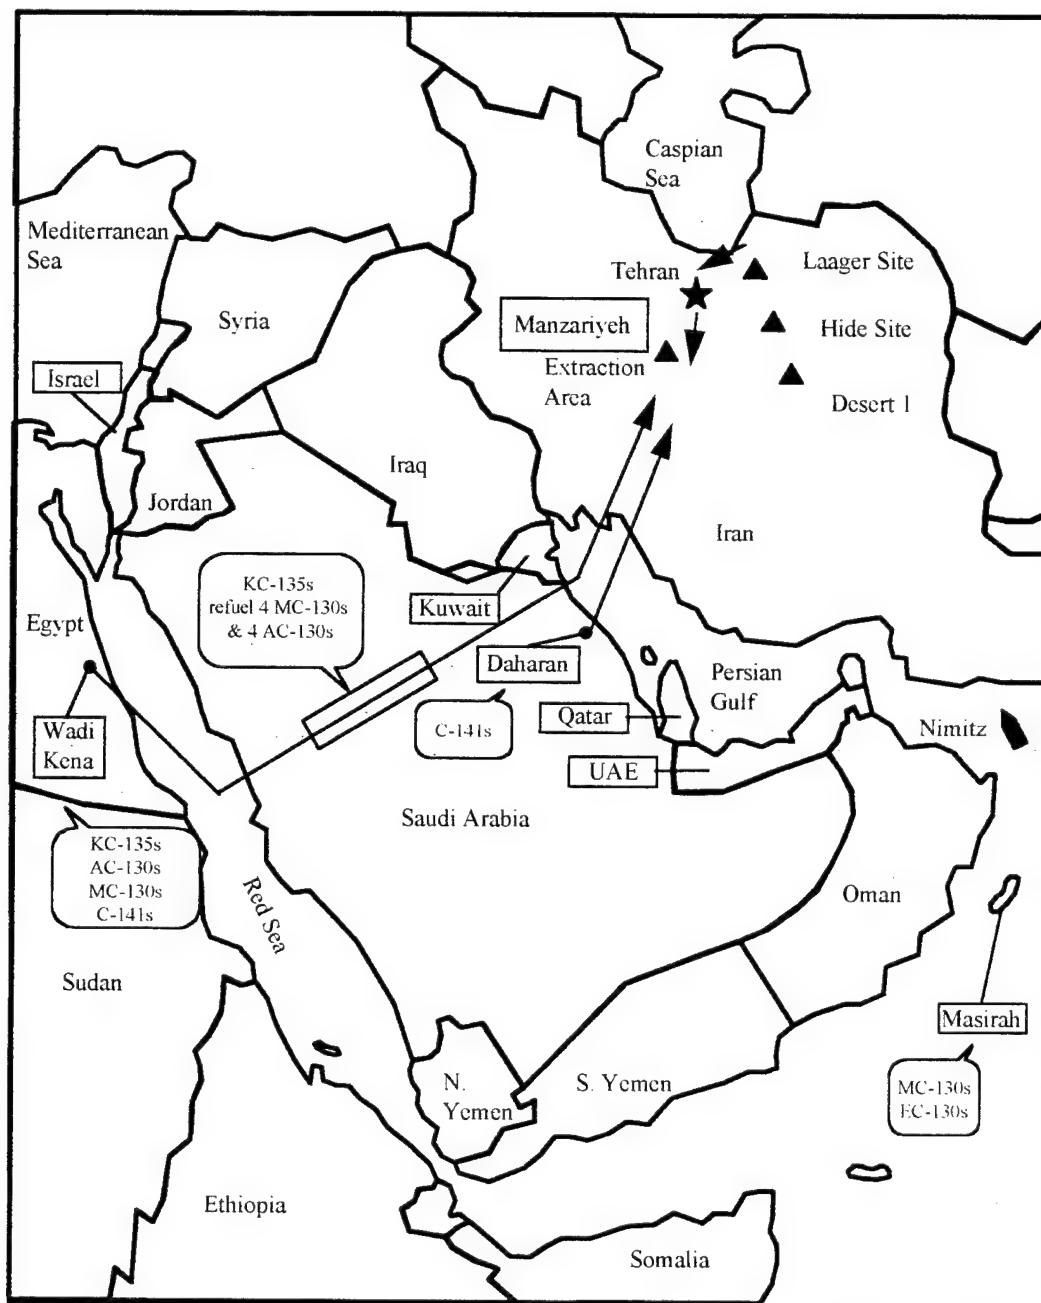 Caspian
Sea
Mediterranean
Sea
Tehran
Laager Site
Syria
Manzariyeh
Hide Site
Extraction
Area
Israel
Desert 1
Iraq
Jordan
Iran
KC-135s
refuel 4 MC-130s
& 4 AC-130s
Kuwait
Egypt
Daharan
Persian
Gulf
Qatar
Nimitz
Wadi
Kena
C-141s
UAE
Saudi Arabia
KC-135s
AC-130s
MC-130s
C-141s
Red Sea
Oman
Sudan
Masirah
N.
Yemen
S. Yemen
MC-130s
EC-130s
Ethiopia
Somalia